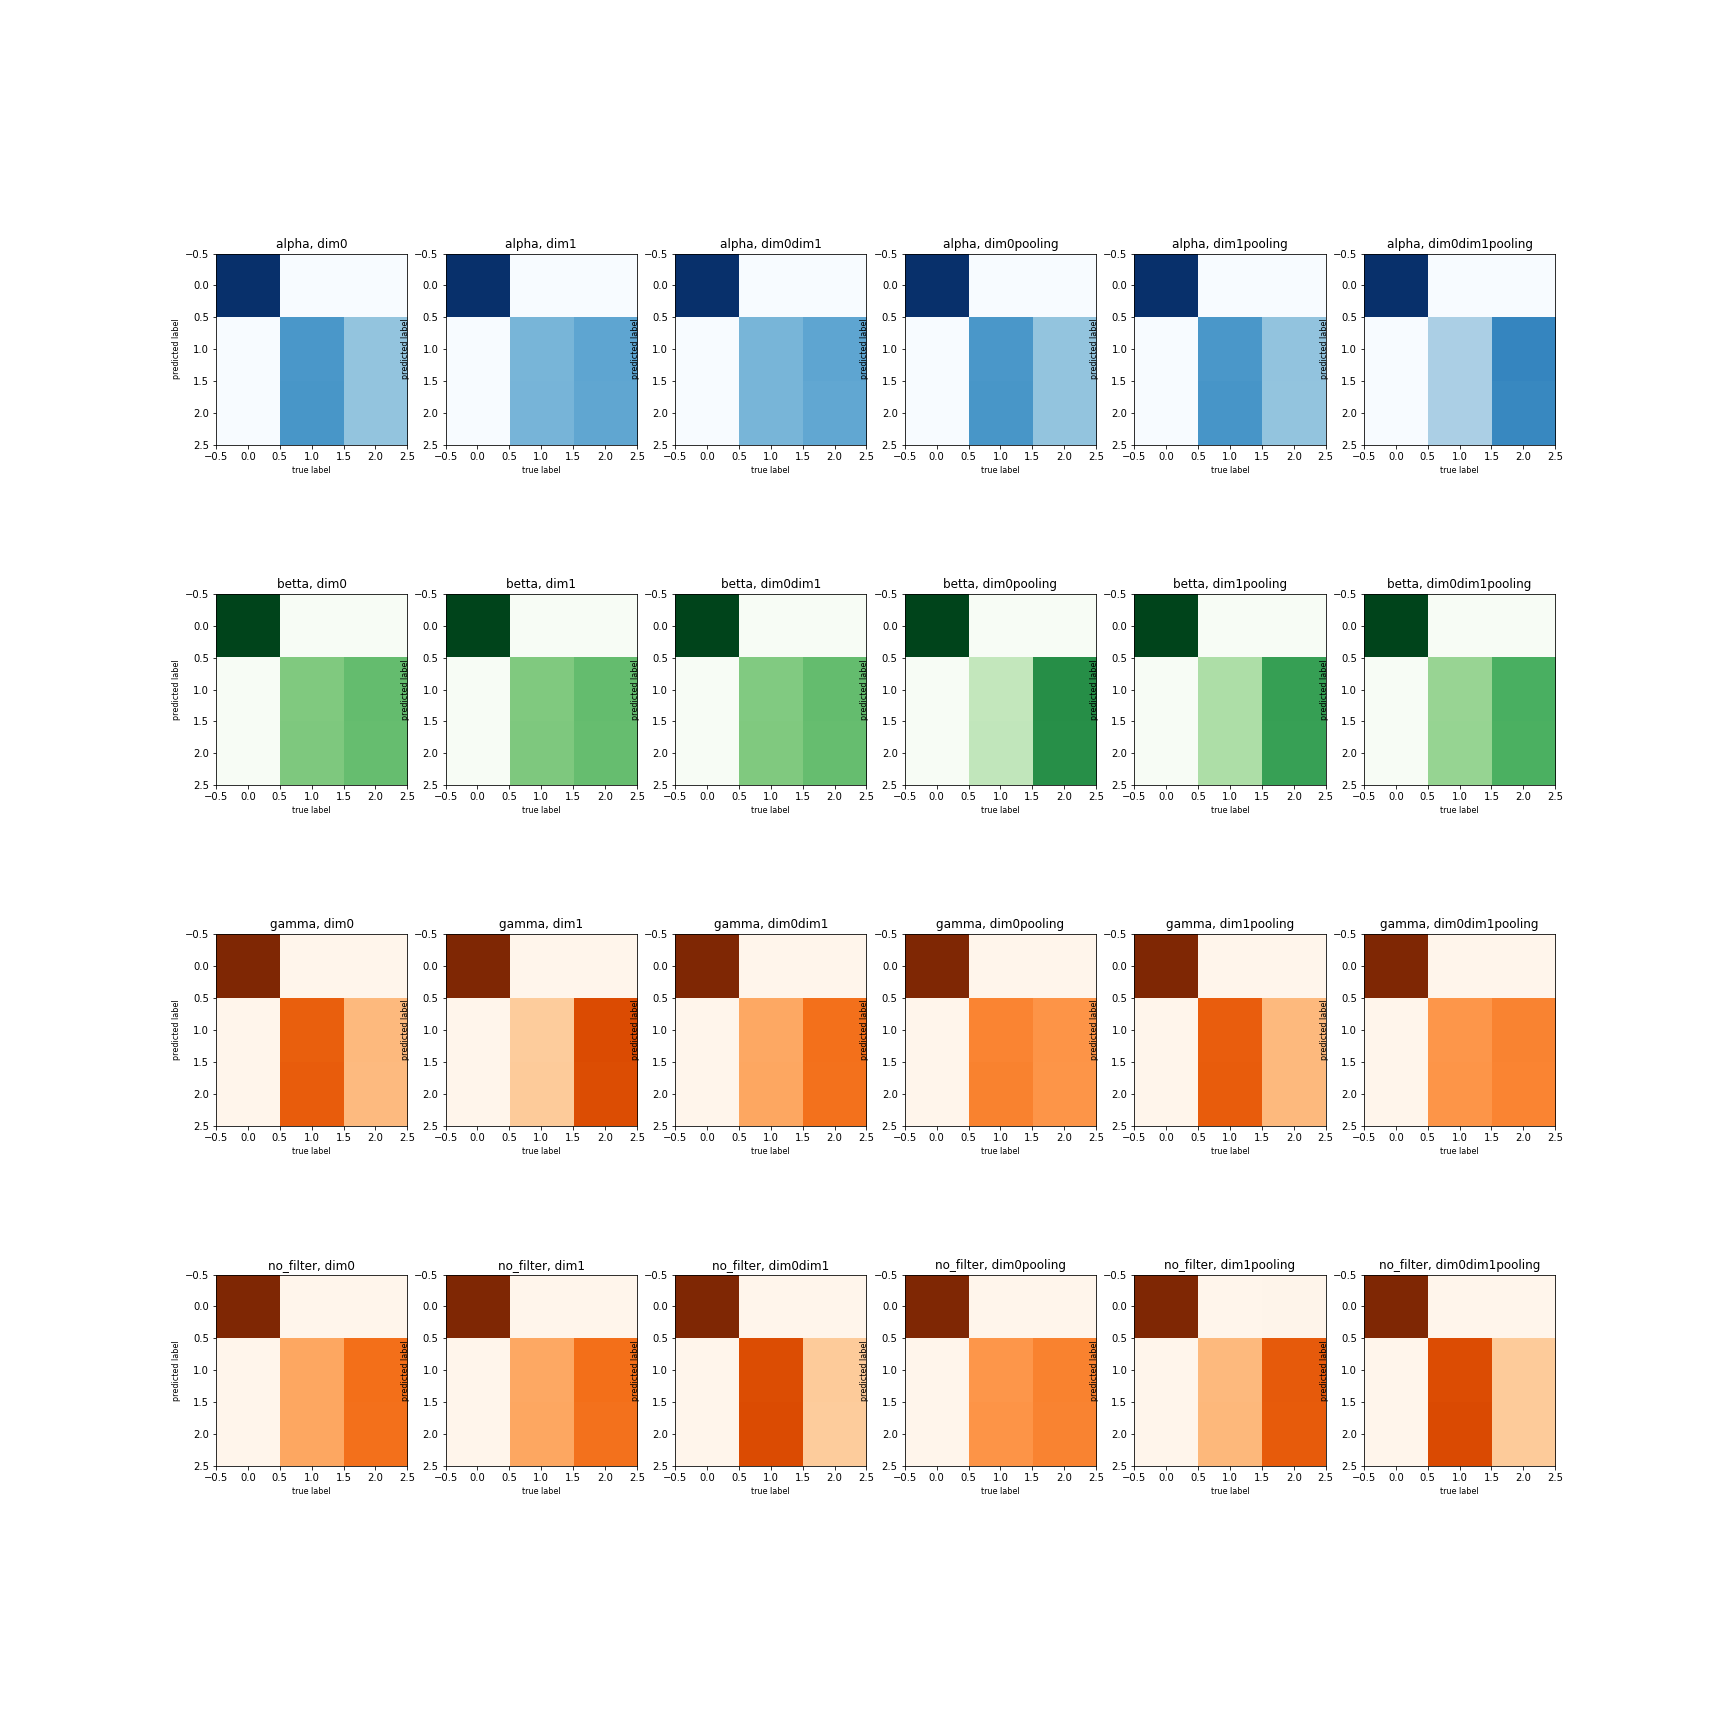 alpha, dim0 alpha, dim1 alpha, dim0dim1 alpha, dim0pooling alpha, dim1pooling alpha, dim0dim1pooling
−0.5 −0.5 −0.5 −0.5 −0.5 −0.5
0.0 0.0 0.0 0.0 0.0 0.0
0.5 0.5 0.5 0.5 0.5 0.5
predicted label predicted label predicted label predicted label predicted label predicted label
1.0 1.0 1.0 1.0 1.0 1.0
1.5 1.5 1.5 1.5 1.5 1.5
2.0 2.0 2.0 2.0 2.0 2.0
2.5 2.5 2.5 2.5 2.5 2.5
−0.5 0.0 0.5 1.0 1.5 2.0 2.5 −0.5 0.0 0.5 1.0 1.5 2.0 2.5 −0.5 0.0 0.5 1.0 1.5 2.0 2.5 −0.5 0.0 0.5 1.0 1.5 2.0 2.5 −0.5 0.0 0.5 1.0 1.5 2.0 2.5 −0.5 0.0 0.5 1.0 1.5 2.0 2.5
true label true label true label true label true label true label
betta, dim0 betta, dim1 betta, dim0dim1 betta, dim0pooling betta, dim1pooling betta, dim0dim1pooling
−0.5 −0.5 −0.5 −0.5 −0.5 −0.5
0.0 0.0 0.0 0.0 0.0 0.0
0.5 0.5 0.5 0.5 0.5 0.5
predicted label predicted label predicted label predicted label predicted label predicted label
1.0 1.0 1.0 1.0 1.0 1.0
1.5 1.5 1.5 1.5 1.5 1.5
2.0 2.0 2.0 2.0 2.0 2.0
2.5 2.5 2.5 2.5 2.5 2.5
−0.5 0.0 0.5 1.0 1.5 2.0 2.5 −0.5 0.0 0.5 1.0 1.5 2.0 2.5 −0.5 0.0 0.5 1.0 1.5 2.0 2.5 −0.5 0.0 0.5 1.0 1.5 2.0 2.5 −0.5 0.0 0.5 1.0 1.5 2.0 2.5 −0.5 0.0 0.5 1.0 1.5 2.0 2.5
true label true label true label true label true label true label
gamma, dim0 gamma, dim1 gamma, dim0dim1 gamma, dim0pooling gamma, dim1pooling gamma, dim0dim1pooling
−0.5 −0.5 −0.5 −0.5 −0.5 −0.5
0.0 0.0 0.0 0.0 0.0 0.0
0.5 0.5 0.5 0.5 0.5 0.5
predicted label predicted label predicted label predicted label predicted label predicted label
1.0 1.0 1.0 1.0 1.0 1.0
1.5 1.5 1.5 1.5 1.5 1.5
2.0 2.0 2.0 2.0 2.0 2.0
2.5 2.5 2.5 2.5 2.5 2.5
−0.5 0.0 0.5 1.0 1.5 2.0 2.5 −0.5 0.0 0.5 1.0 1.5 2.0 2.5 −0.5 0.0 0.5 1.0 1.5 2.0 2.5 −0.5 0.0 0.5 1.0 1.5 2.0 2.5 −0.5 0.0 0.5 1.0 1.5 2.0 2.5 −0.5 0.0 0.5 1.0 1.5 2.0 2.5
true label true label true label true label true label true label
no_filter, dim0 no_filter, dim1 no_filter, dim0dim1 no_filter, dim0pooling no_filter, dim1pooling no_filter, dim0dim1pooling
−0.5 −0.5 −0.5 −0.5 −0.5 −0.5
0.0 0.0 0.0 0.0 0.0 0.0
0.5 0.5 0.5 0.5 0.5 0.5
predicted label predicted label predicted label predicted label predicted label predicted label
1.0 1.0 1.0 1.0 1.0 1.0
1.5 1.5 1.5 1.5 1.5 1.5
2.0 2.0 2.0 2.0 2.0 2.0
2.5 2.5 2.5 2.5 2.5 2.5
−0.5 0.0 0.5 1.0 1.5 2.0 2.5 −0.5 0.0 0.5 1.0 1.5 2.0 2.5 −0.5 0.0 0.5 1.0 1.5 2.0 2.5 −0.5 0.0 0.5 1.0 1.5 2.0 2.5 −0.5 0.0 0.5 1.0 1.5 2.0 2.5 −0.5 0.0 0.5 1.0 1.5 2.0 2.5
true label true label true label true label true label true label